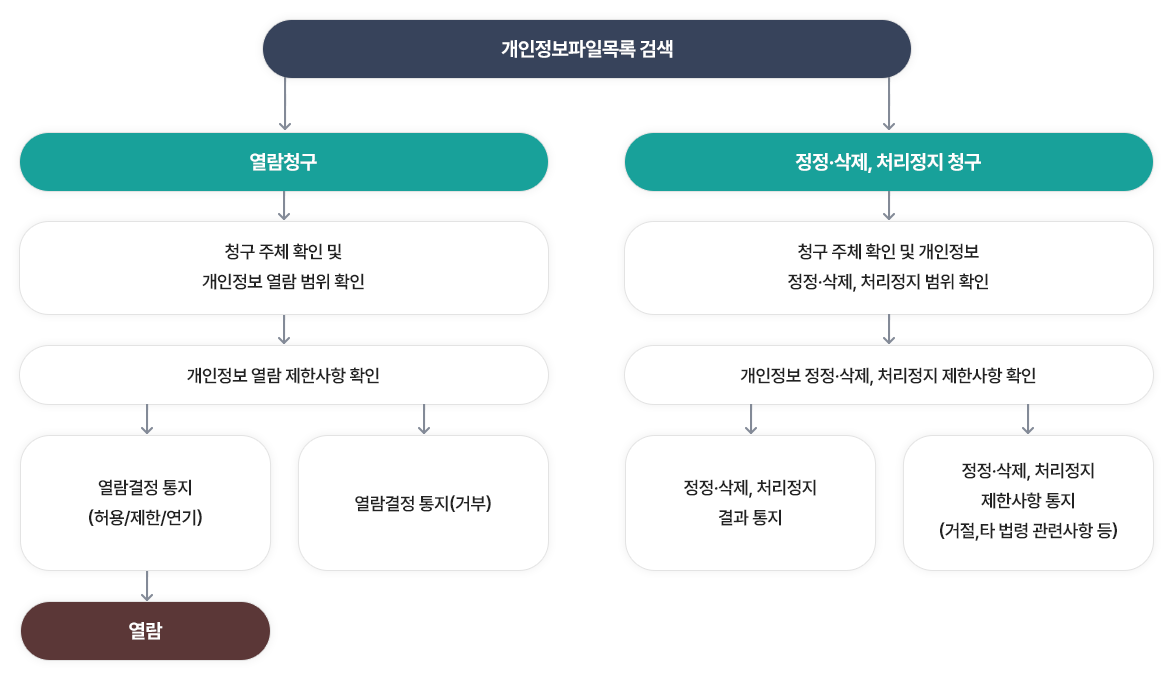 개인정보파일목록 검색
열람청구
청구 주체 확인 및
개인정보 열람 범위 확인
개인정보 열람 제한사항 확인
열람결정 통지
(허용/제한/연기)
열람결정 통지(거부)
열람
정정·삭제, 처리정지 청구
청구 주체 확인 및 개인정보
정정·삭제, 처리정지 범위 확인
개인정보 정정·삭제, 처리정지 제한사항 확인
정정·삭제, 처리정지
결과 통지
정정·삭제, 처리정지
제한사항 통지
(거절,타 법령 관련사항 등)